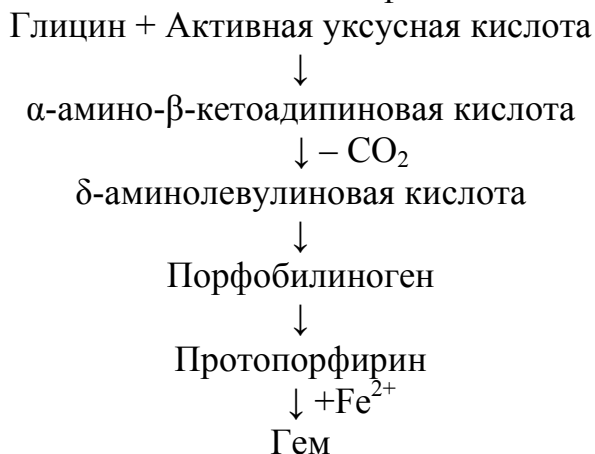 Глицин + Активная уксусная кислота
↓
α-амино-β-кетоадипиновая кислота
↓ – CO₂
δ-аминолевулиновая кислота
↓
Порфобилиноген
↓
Протопорфирин
↓ +Fe²⁺
Гем